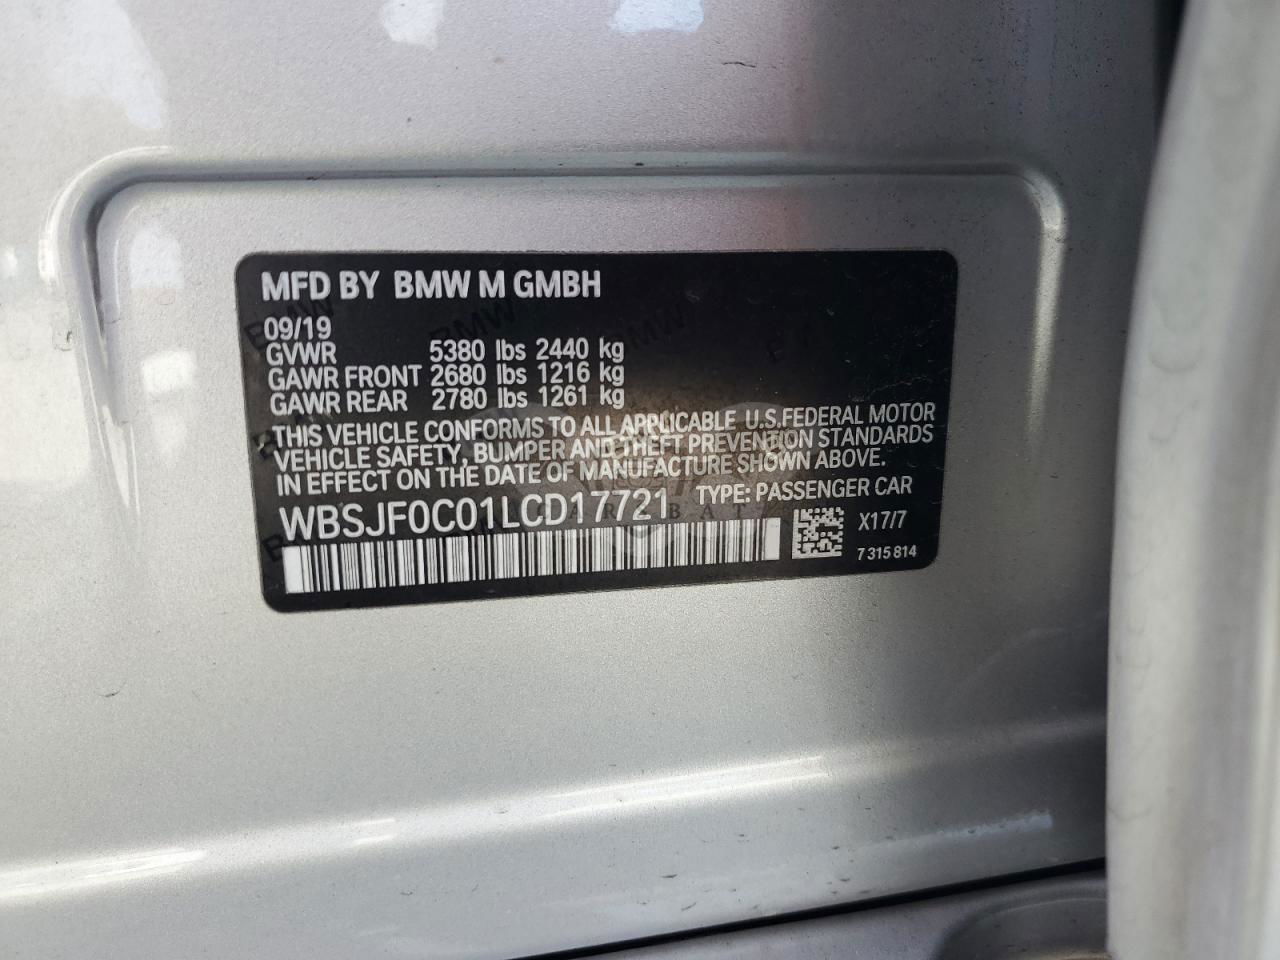 MFD BY BMW M GMBH
09/19
GVWR 5380 lbs 2440 kg
GAWR FRONT 2680 lbs 1216 kg
GAWR REAR 2780 lbs 1261 kg
THIS VEHICLE CONFORMS TO ALL APPLICABLE U.S.FEDERAL MOTOR
VEHICLE SAFETY, BUMPER AND THEFT PREVENTION STANDARDS
IN EFFECT ON THE DATE OF MANUFACTURE SHOWN ABOVE.
WBSJF0C01LCD17721 TYPE: PASSENGER CAR
X17/7
7 315 814